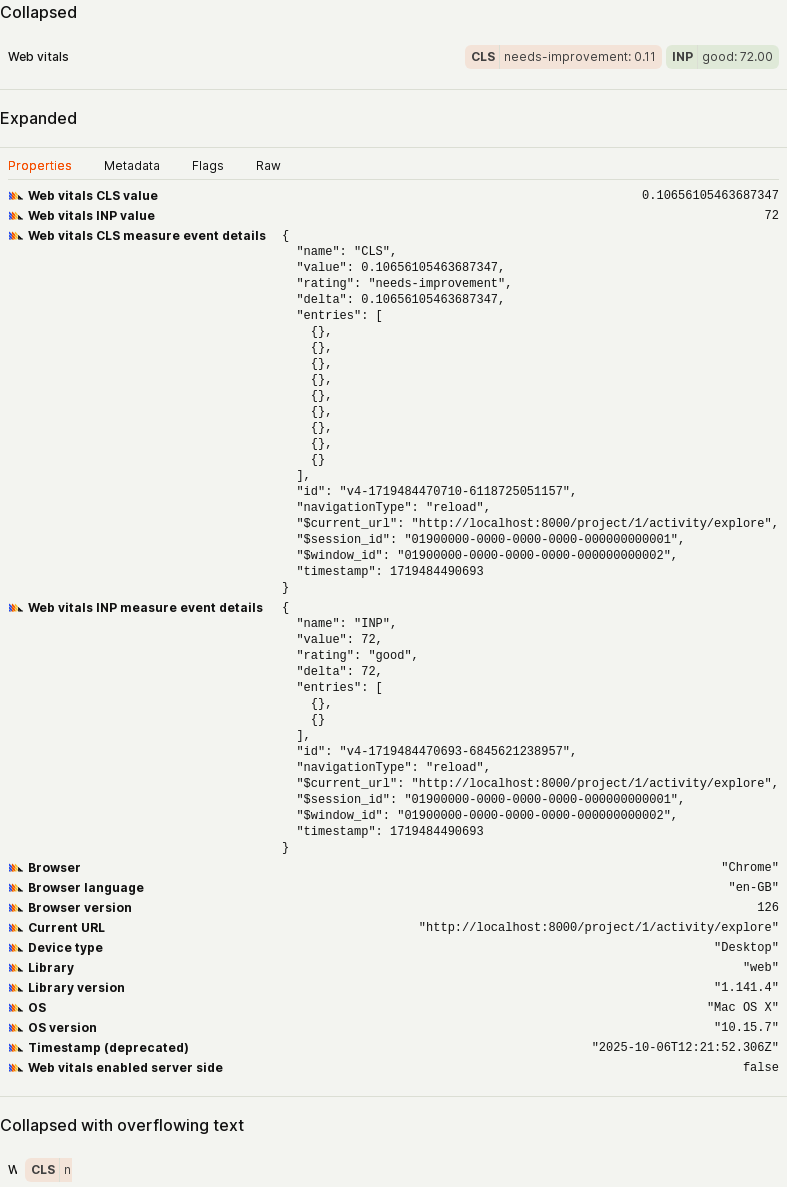 Collapsed
Web vitals CLS needs-improvement: 0.11 INP good: 72.00
Expanded
Properties Metadata Flags Raw
Web vitals CLS value 0.10656105463687347
Web vitals INP value 72
Web vitals CLS measure event details {
"name": "CLS",
"value": 0.10656105463687347,
"rating": "needs-improvement",
"delta": 0.10656105463687347,
"entries": [
{},
{},
{},
{},
{},
{},
{},
{},
{}
],
"id": "v4-1719484470710-6118725051157",
"navigationType": "reload",
"$current_url": "http://localhost:8000/project/1/activity/explore",
"$session_id": "01900000-0000-0000-0000-000000000001",
"$window_id": "01900000-0000-0000-0000-000000000002",
"timestamp": 1719484490693
}
Web vitals INP measure event details {
"name": "INP",
"value": 72,
"rating": "good",
"delta": 72,
"entries": [
{},
{}
],
"id": "v4-1719484470693-6845621238957",
"navigationType": "reload",
"$current_url": "http://localhost:8000/project/1/activity/explore",
"$session_id": "01900000-0000-0000-0000-000000000001",
"$window_id": "01900000-0000-0000-0000-000000000002",
"timestamp": 1719484490693
}
Browser "Chrome"
Browser language "en-GB"
Browser version 126
Current URL "http://localhost:8000/project/1/activity/explore"
Device type "Desktop"
Library "web"
Library version "1.141.4"
OS "Mac OS X"
OS version "10.15.7"
Timestamp (deprecated) "2025-10-06T12:21:52.306Z"
Web vitals enabled server side false
Collapsed with overflowing text
W CLS n